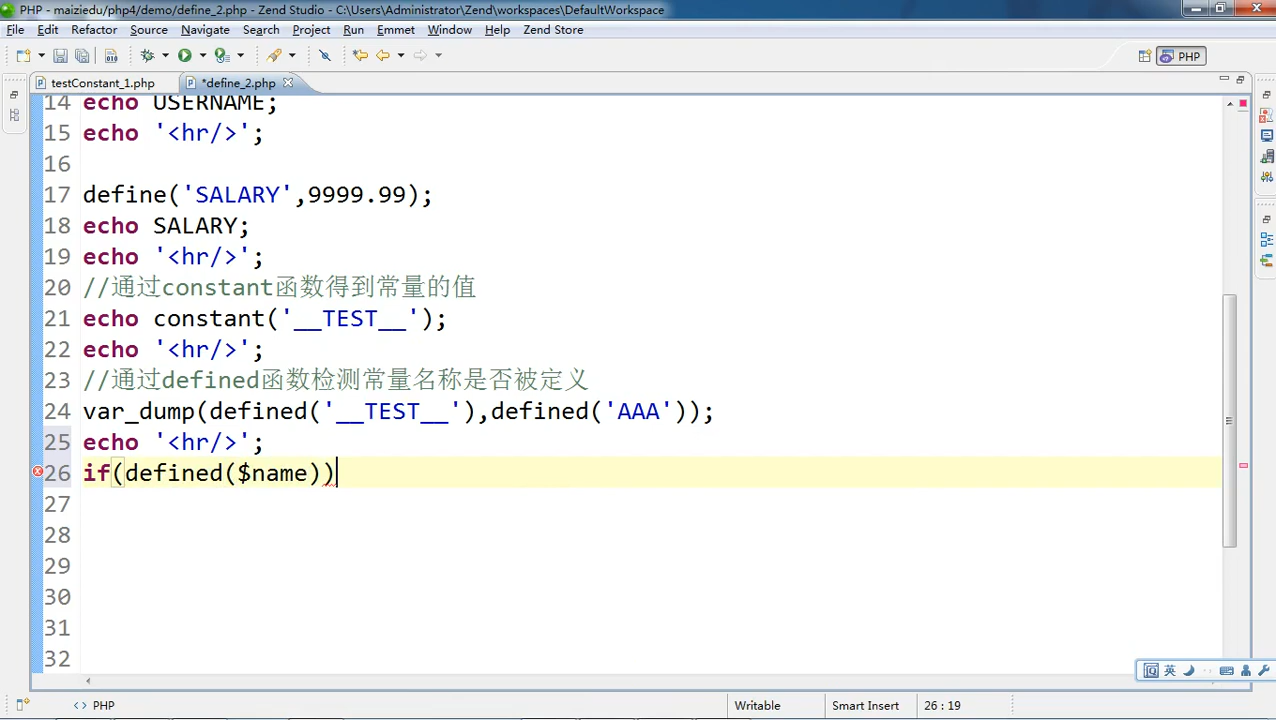 PHP - maiziedu/php4/demo/define_2.php - Zend Studio - C:\Users\Administrator\Zend\workspaces\DefaultWorkspace
File Edit Refactor Source Navigate Search Project Run Emmet Window Help Zend Store
PHP
testConstant_1.php *define_2.php
14 echo USERNAME;
15 echo '<hr/>';
16
17 define('SALARY',9999.99);
18 echo SALARY;
19 echo '<hr/>';
20 //通过constant函数得到常量的值
21 echo constant('__TEST__');
22 echo '<hr/>';
23 //通过defined函数检测常量名称是否被定义
24 var_dump(defined('__TEST__'),defined('AAA'));
25 echo '<hr/>';
26 if(defined($name))
27
28
29
30
31
32
英
<> PHP Writable Smart Insert 26 : 19